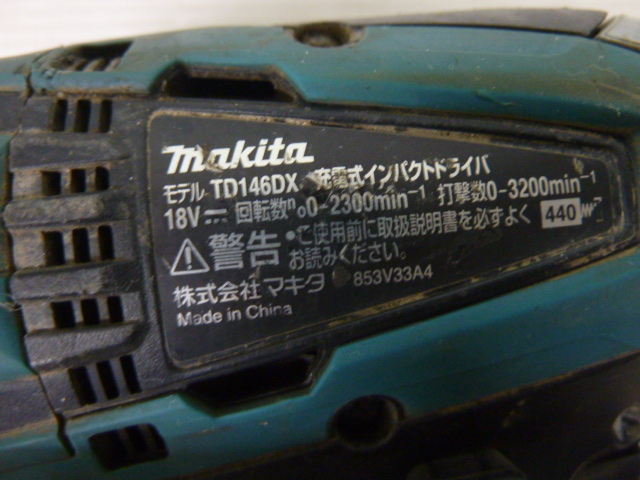 makita
モデル TD146DX 充電式インパクトドライバ
18V⎓ 回転数n₀0-2300min⁻¹ 打撃数0-3200min⁻¹
⚠警告 ・ご使用前に取扱説明書を必ずよく 440W
お読みください。
株式会社マキタ 853V33A4
Made in China